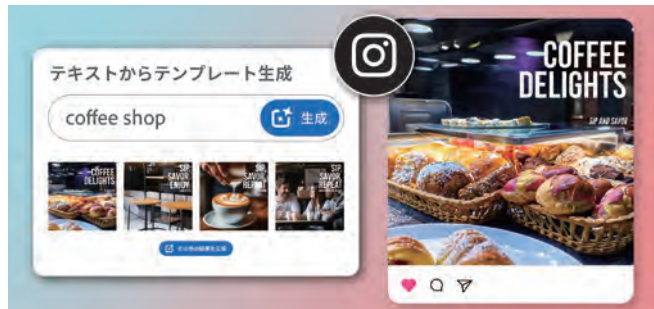 テキストからテンプレート生成
coffee shop
生成
COFFEE
DELIGHTS
SIP
SAVOR,
ENJOY
SIP,
SAVOR,
REPEAT
SIP,
SAVOR,
REPEAT
COFFEE
DELIGHTS
SIP AND SAVOR